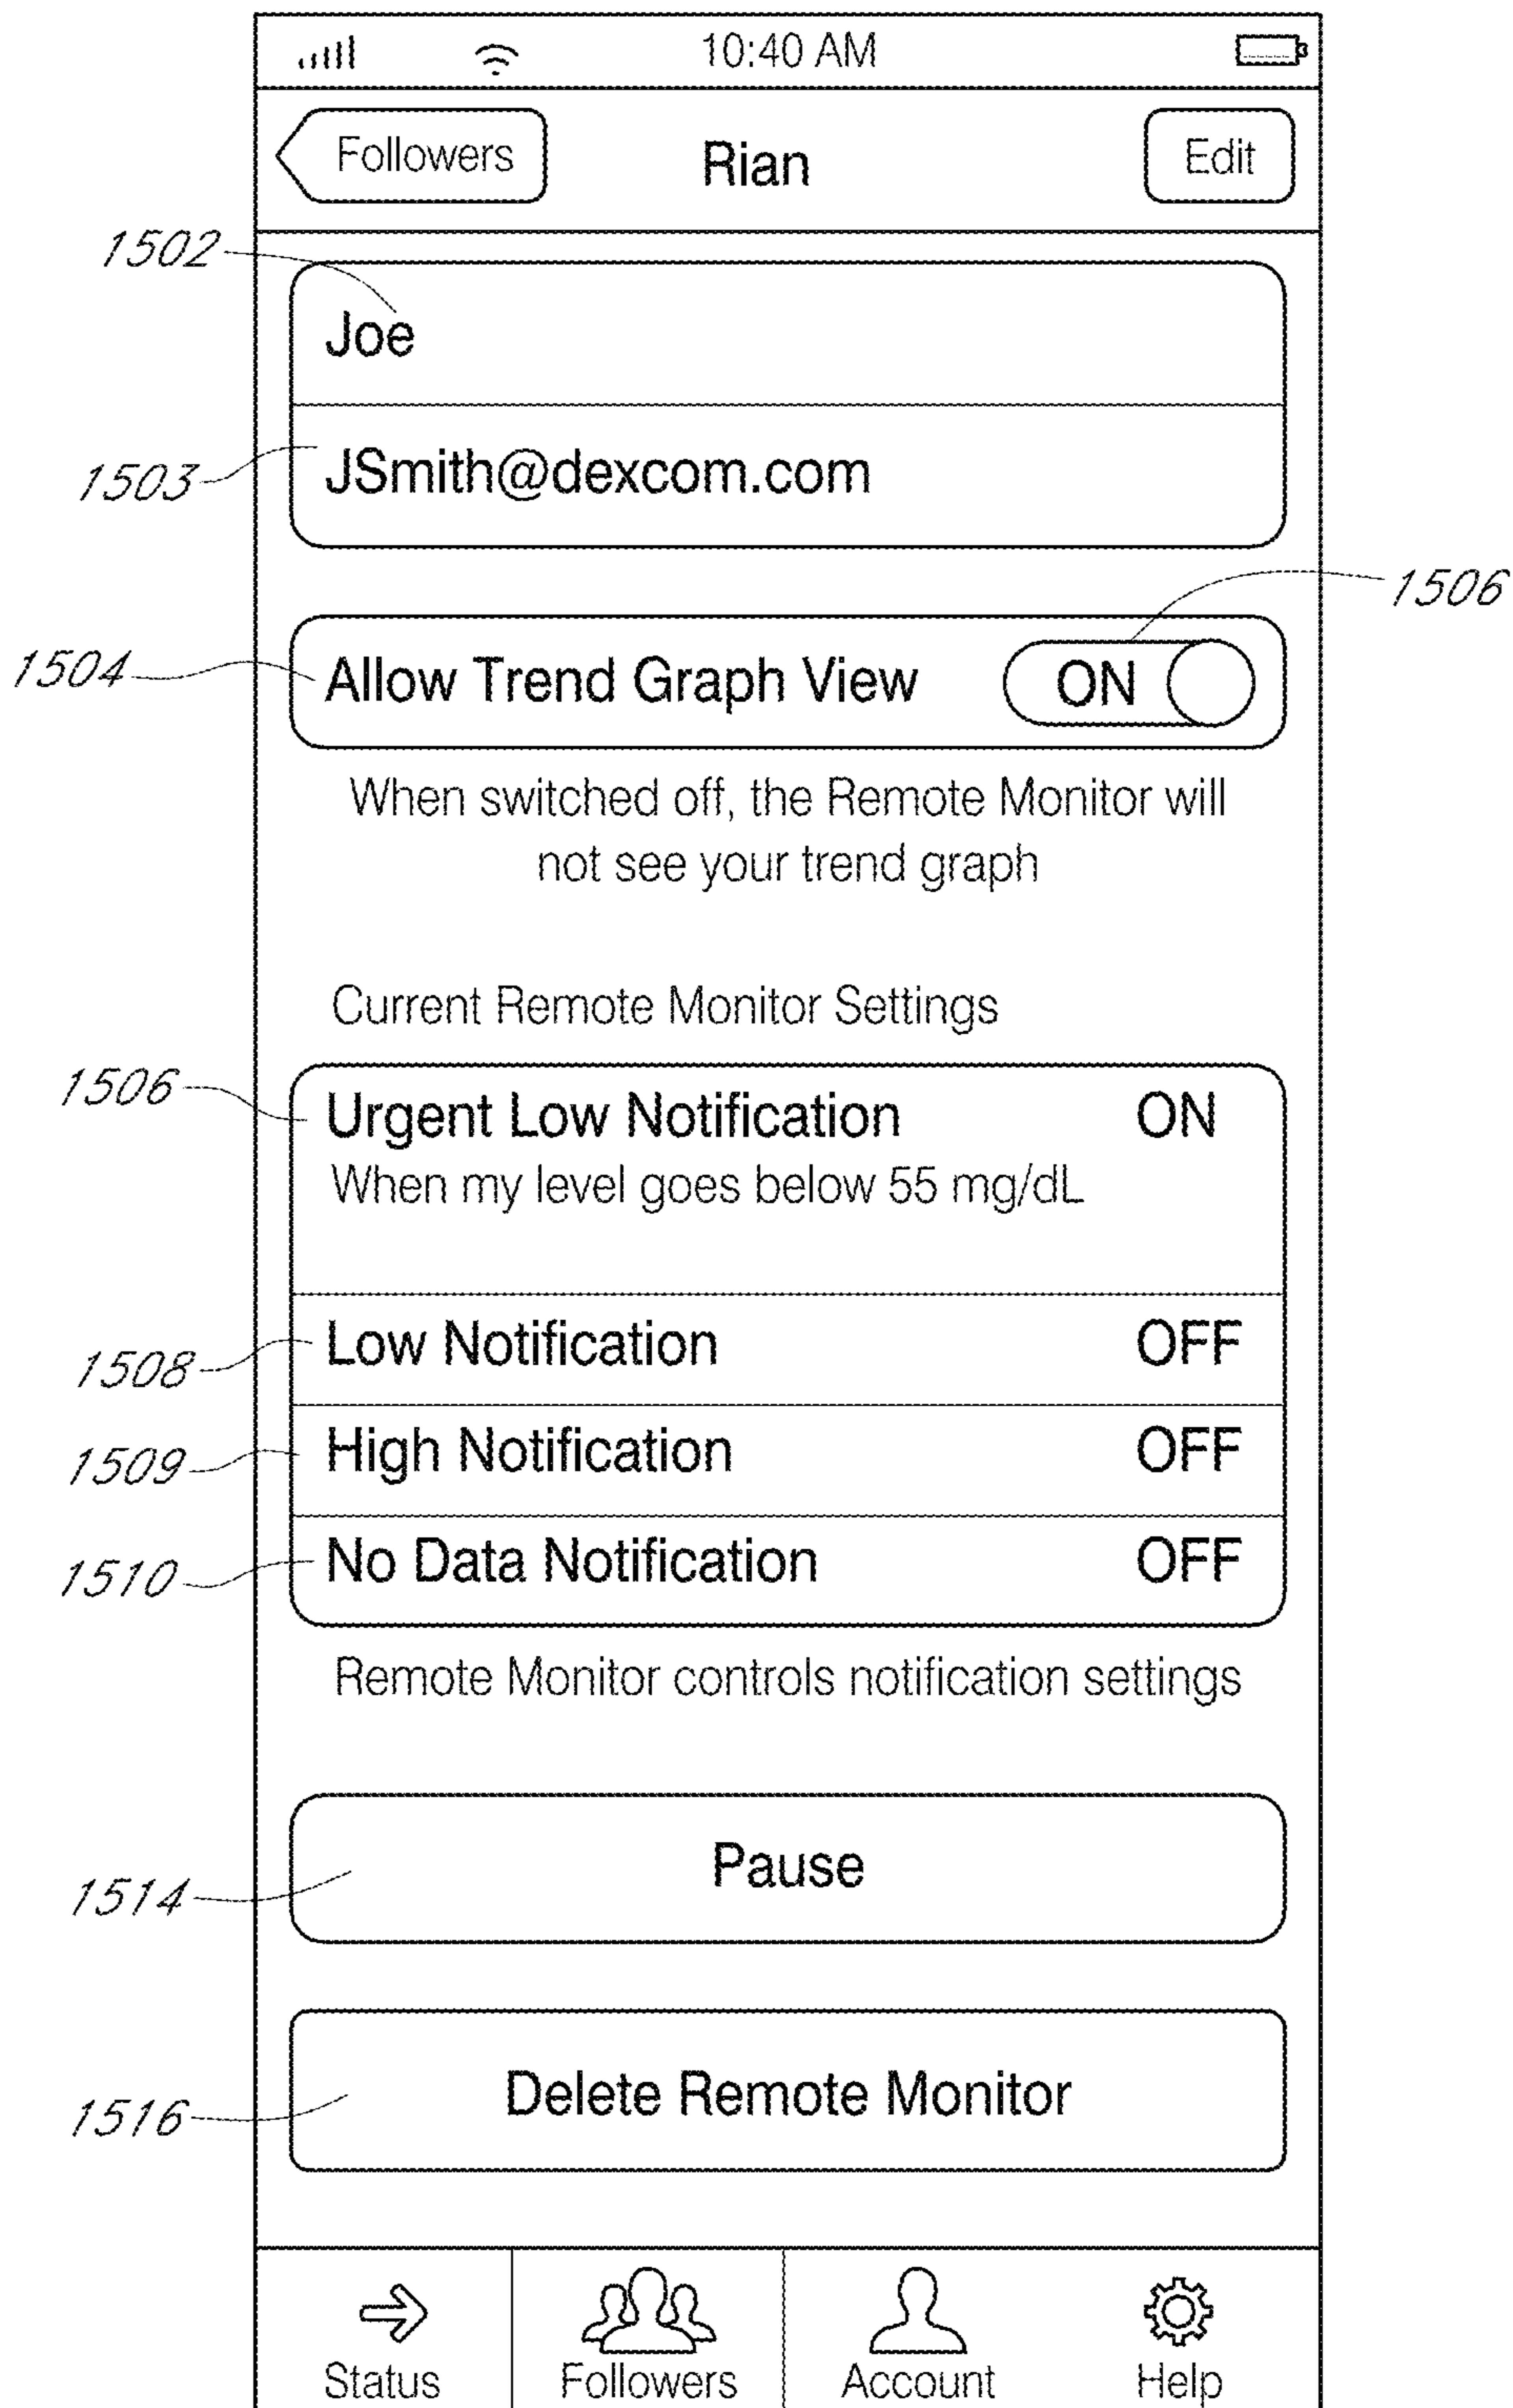 10:40 AM
Followers Rian Edit
1502
Joe
1503
JSmith@dexcom.com
1506
1504
Allow Trend Graph View ON
When switched off, the Remote Monitor will
not see your trend graph
Current Remote Monitor Settings
1506
Urgent Low Notification ON
When my level goes below 55 mg/dL
1508
Low Notification OFF
1509
High Notification OFF
1510
No Data Notification OFF
Remote Monitor controls notification settings
1514
Pause
1516
Delete Remote Monitor
Status Followers Account Help